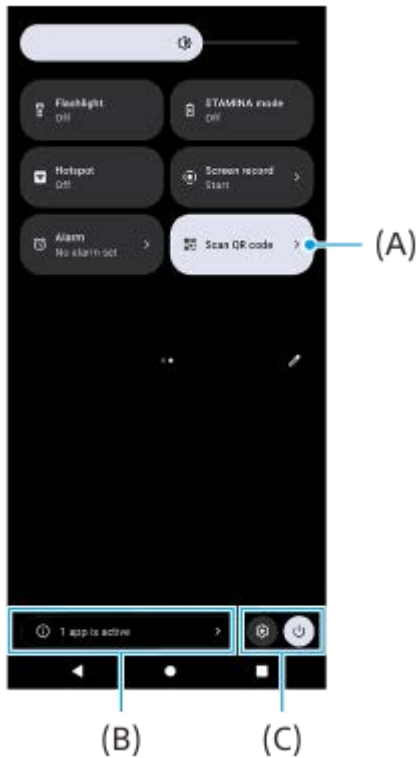 Flashlight
Off
STAMINA mode
Off
Hotspot
Off
Screen record
Start
Alarm
No alarm set
Scan QR code
(A)
1 app is active
(B)
(C)